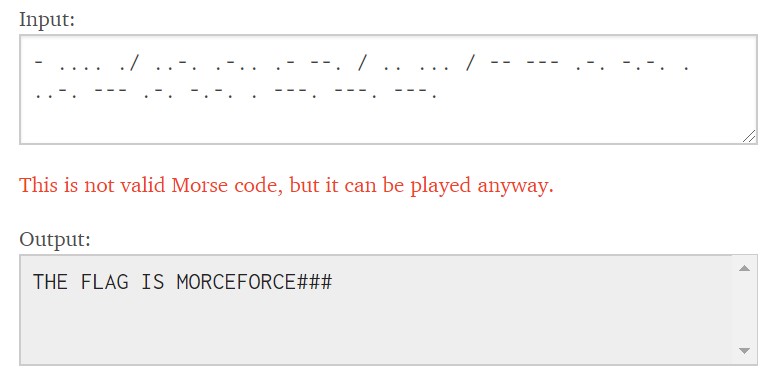 Input:
- .... ./ ..-. .-.. .- --. / .. ... / -- --- .-. -.-. .
..-. --- .-. -.-. . ---. ---. ---.
This is not valid Morse code, but it can be played anyway.
Output:
THE FLAG IS MORCEFORCE###